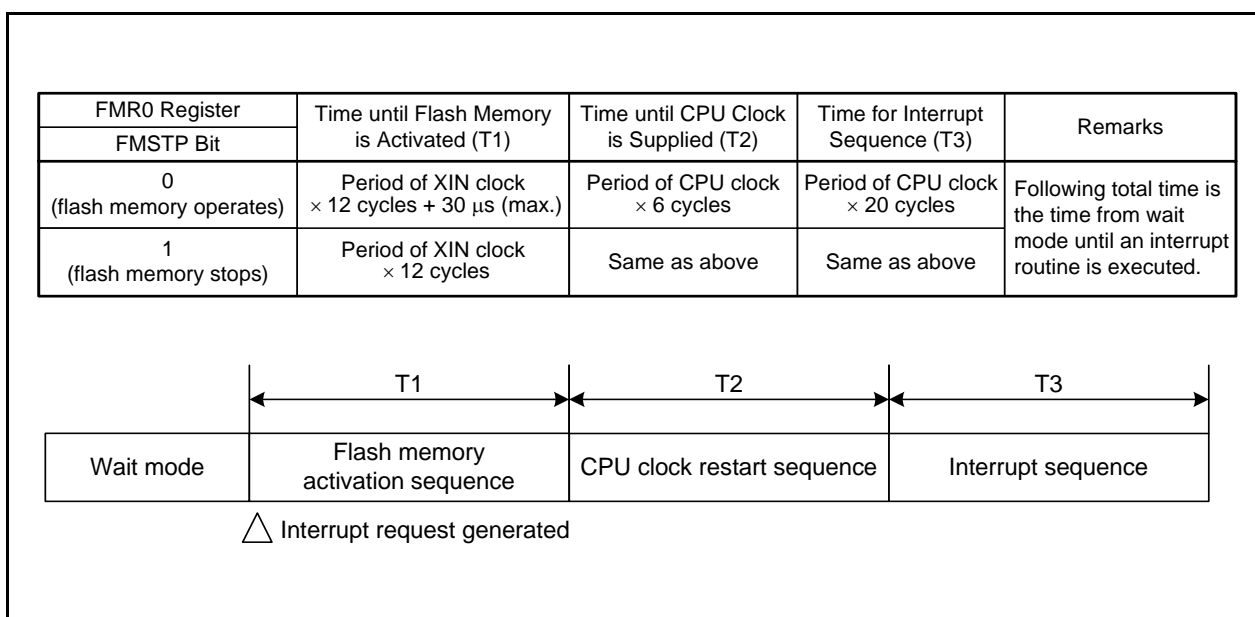 FMR0 Register
FMSTP Bit
Time until Flash Memory
is Activated (T1)
Time until CPU Clock
is Supplied (T2)
Time for Interrupt
Sequence (T3)
Remarks
0
(flash memory operates)
Period of XIN clock
× 12 cycles + 30 μs (max.)
Period of CPU clock
× 6 cycles
Period of CPU clock
× 20 cycles
Following total time is
the time from wait
mode until an interrupt
routine is executed.
1
(flash memory stops)
Period of XIN clock
× 12 cycles
Same as above
Same as above
T1
T2
T3
Wait mode
Flash memory
activation sequence
CPU clock restart sequence
Interrupt sequence
Interrupt request generated